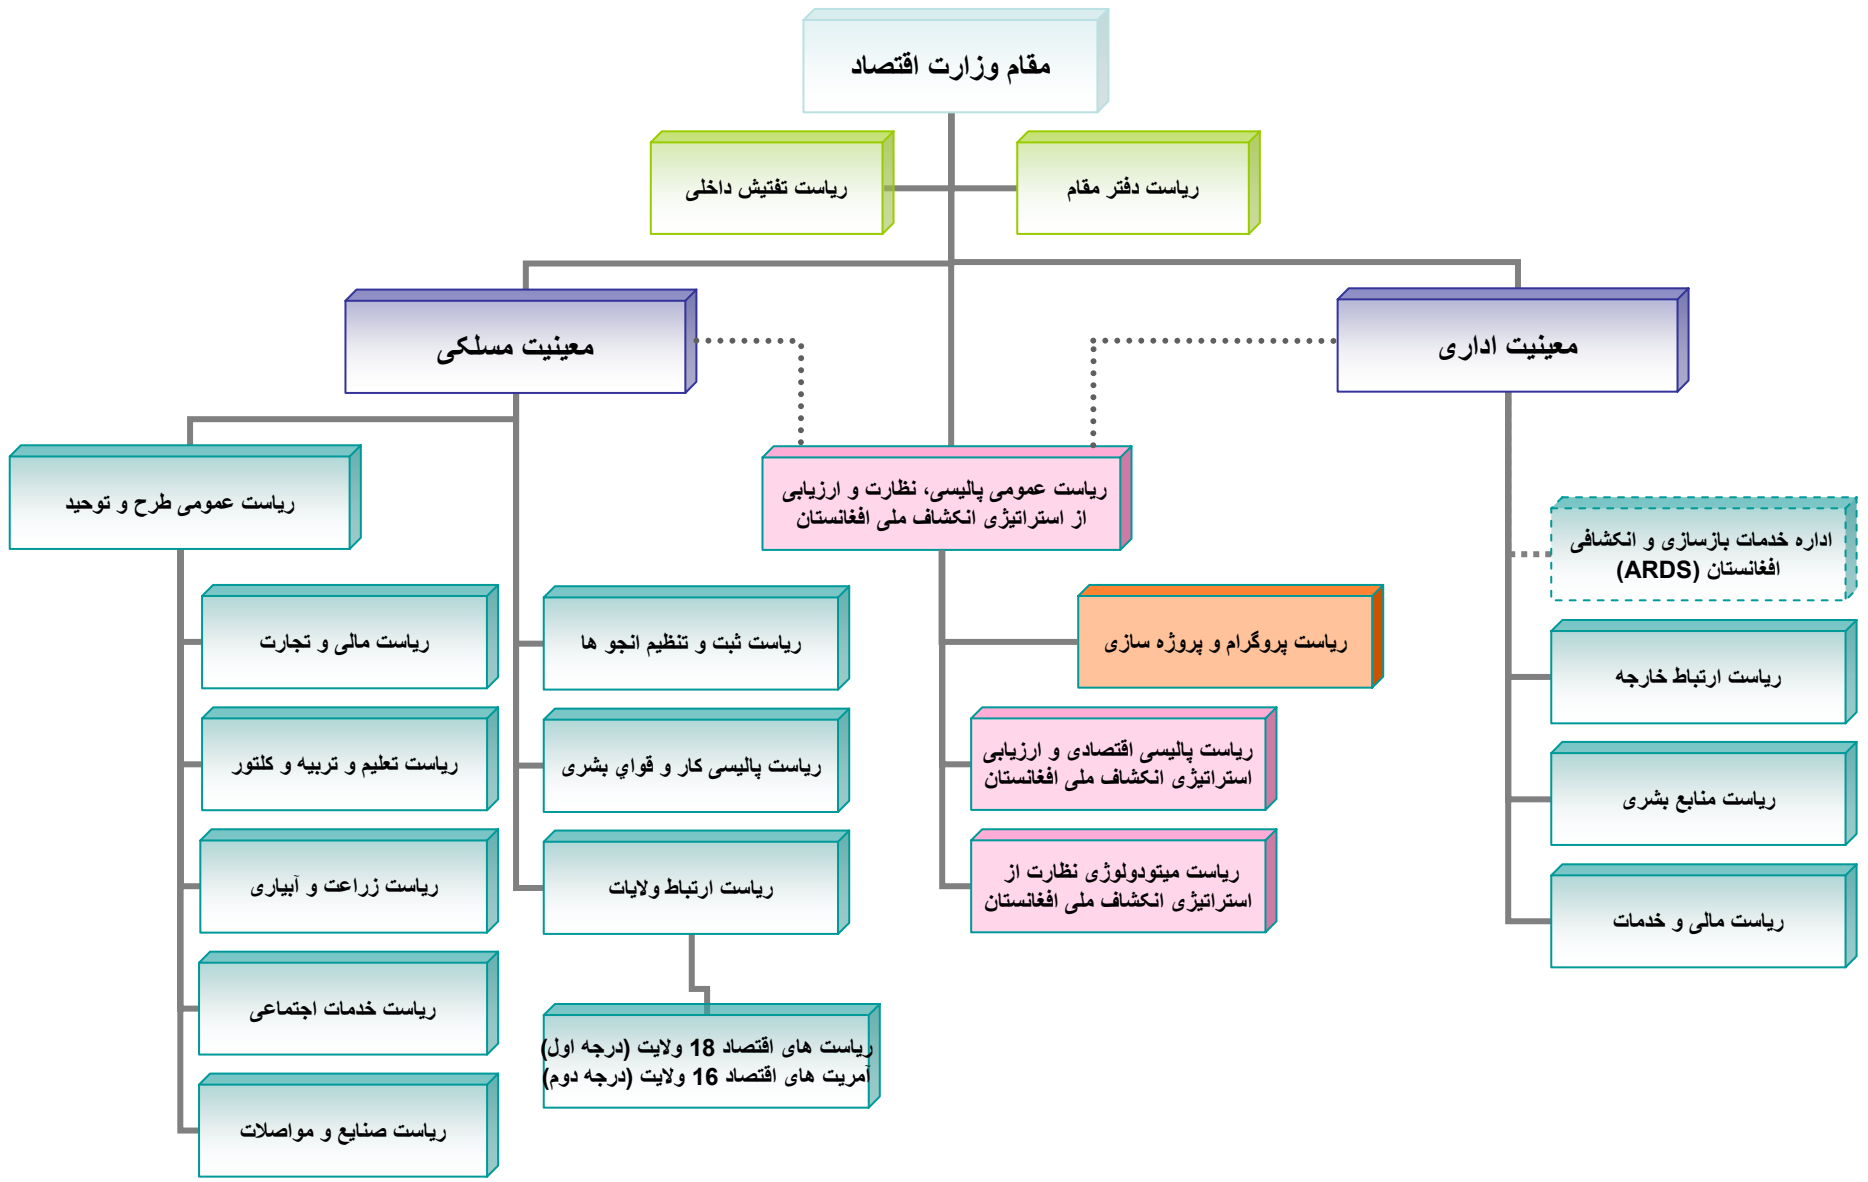 مقام وزارت اقتصاد
ریاست دفتر مقام
ریاست تفتیش داخلی
معینیت اداری
معینیت مسلکی
ریاست عمومی پالیسی، نظارت و ارزیابی
از استراتیژی انکشاف ملی افغانستان
ریاست عمومی طرح و توحید
اداره خدمات بازسازی و انکشافی
افغانستان (ARDS)
ریاست ارتباط خارجه
ریاست منابع بشری
ریاست مالی و خدمات
ریاست پروگرام و پروژه سازی
ریاست پالیسی اقتصادی و ارزیابی
استراتیژی انکشاف ملی افغانستان
ریاست میتودولوژی نظارت از
استراتیژی انکشاف ملی افغانستان
ریاست ثبت و تنظیم انجو ها
ریاست پالیسی کار و قواي بشری
ریاست ارتباط ولایات
ریاست های اقتصاد 18 ولایت (درجه اول)
آمریت های اقتصاد 16 ولایت (درجه دوم)
ریاست مالی و تجارت
ریاست تعلیم و تربیه و کلتور
ریاست زراعت و آبیاری
ریاست خدمات اجتماعی
ریاست صنایع و مواصلات